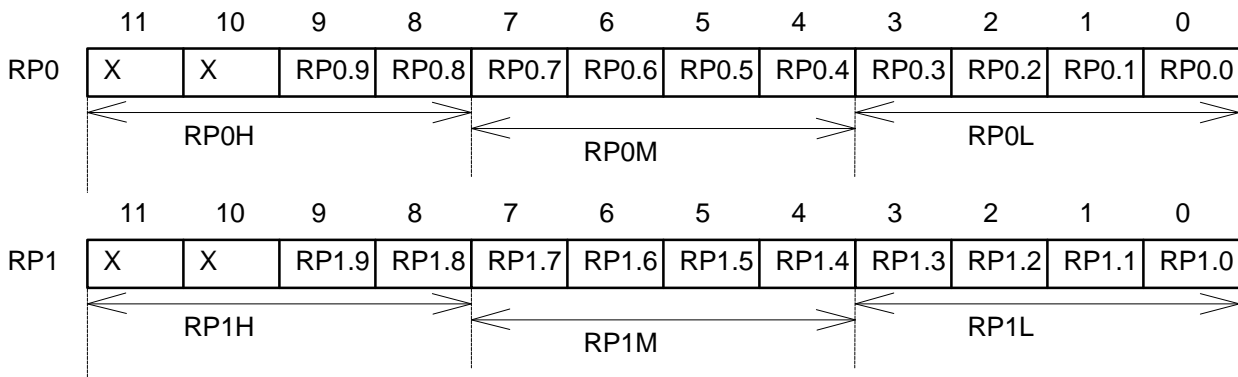 11 10 9 8 7 6 5 4 3 2 1 0
RP0 X X RP0.9 RP0.8 RP0.7 RP0.6 RP0.5 RP0.4 RP0.3 RP0.2 RP0.1 RP0.0
RP0H RP0M RP0L
11 10 9 8 7 6 5 4 3 2 1 0
RP1 X X RP1.9 RP1.8 RP1.7 RP1.6 RP1.5 RP1.4 RP1.3 RP1.2 RP1.1 RP1.0
RP1H RP1M RP1L